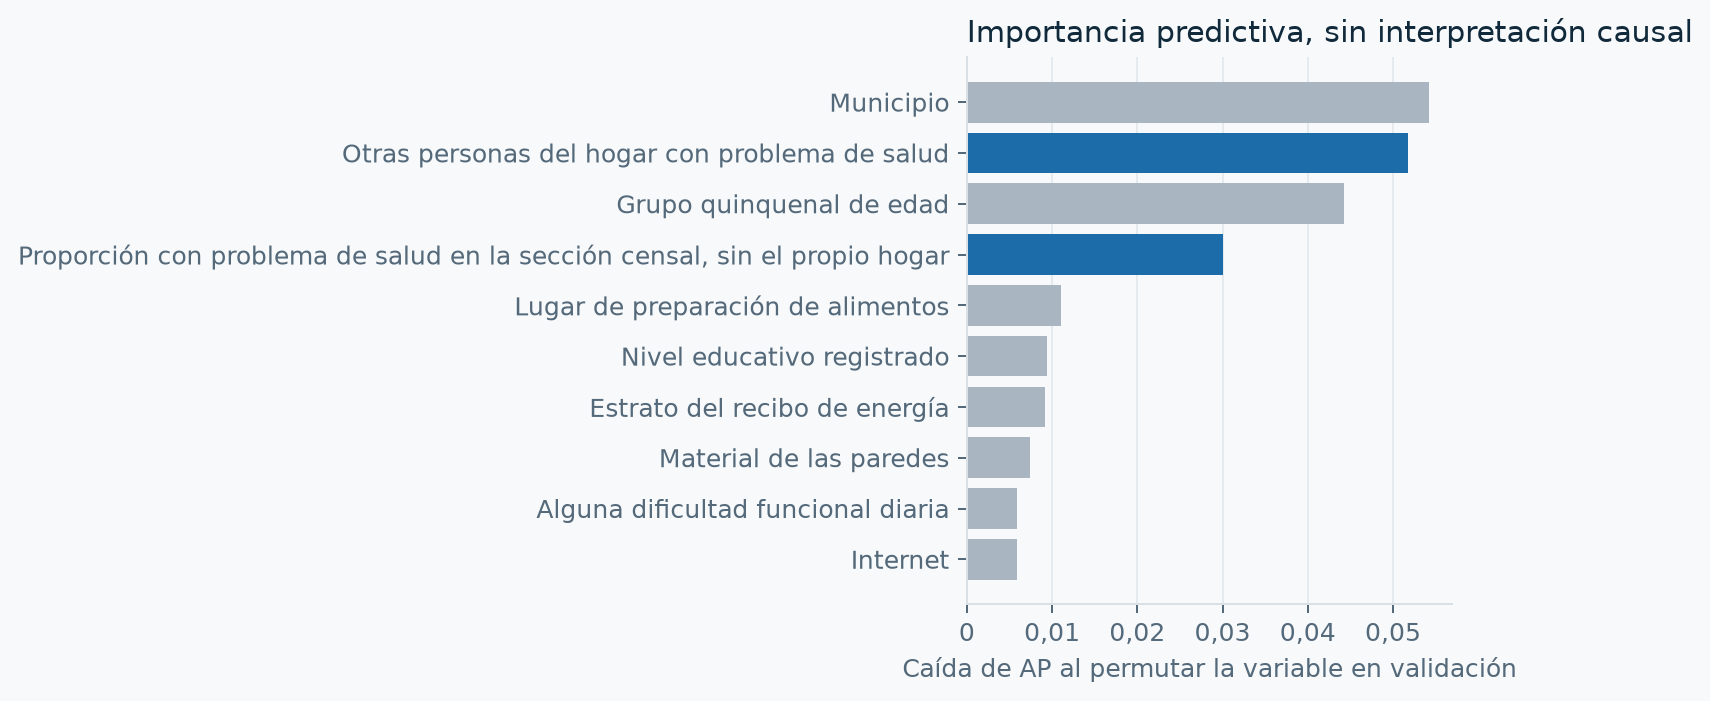 Importancia predictiva, sin interpretación causal
Municipio
Otras personas del hogar con problema de salud
Grupo quinquenal de edad
Proporción con problema de salud en la sección censal, sin el propio hogar
Lugar de preparación de alimentos
Nivel educativo registrado
Estrato del recibo de energía
Material de las paredes
Alguna dificultad funcional diaria
Internet
0 0,01 0,02 0,03 0,04 0,05
Caída de AP al permutar la variable en validación